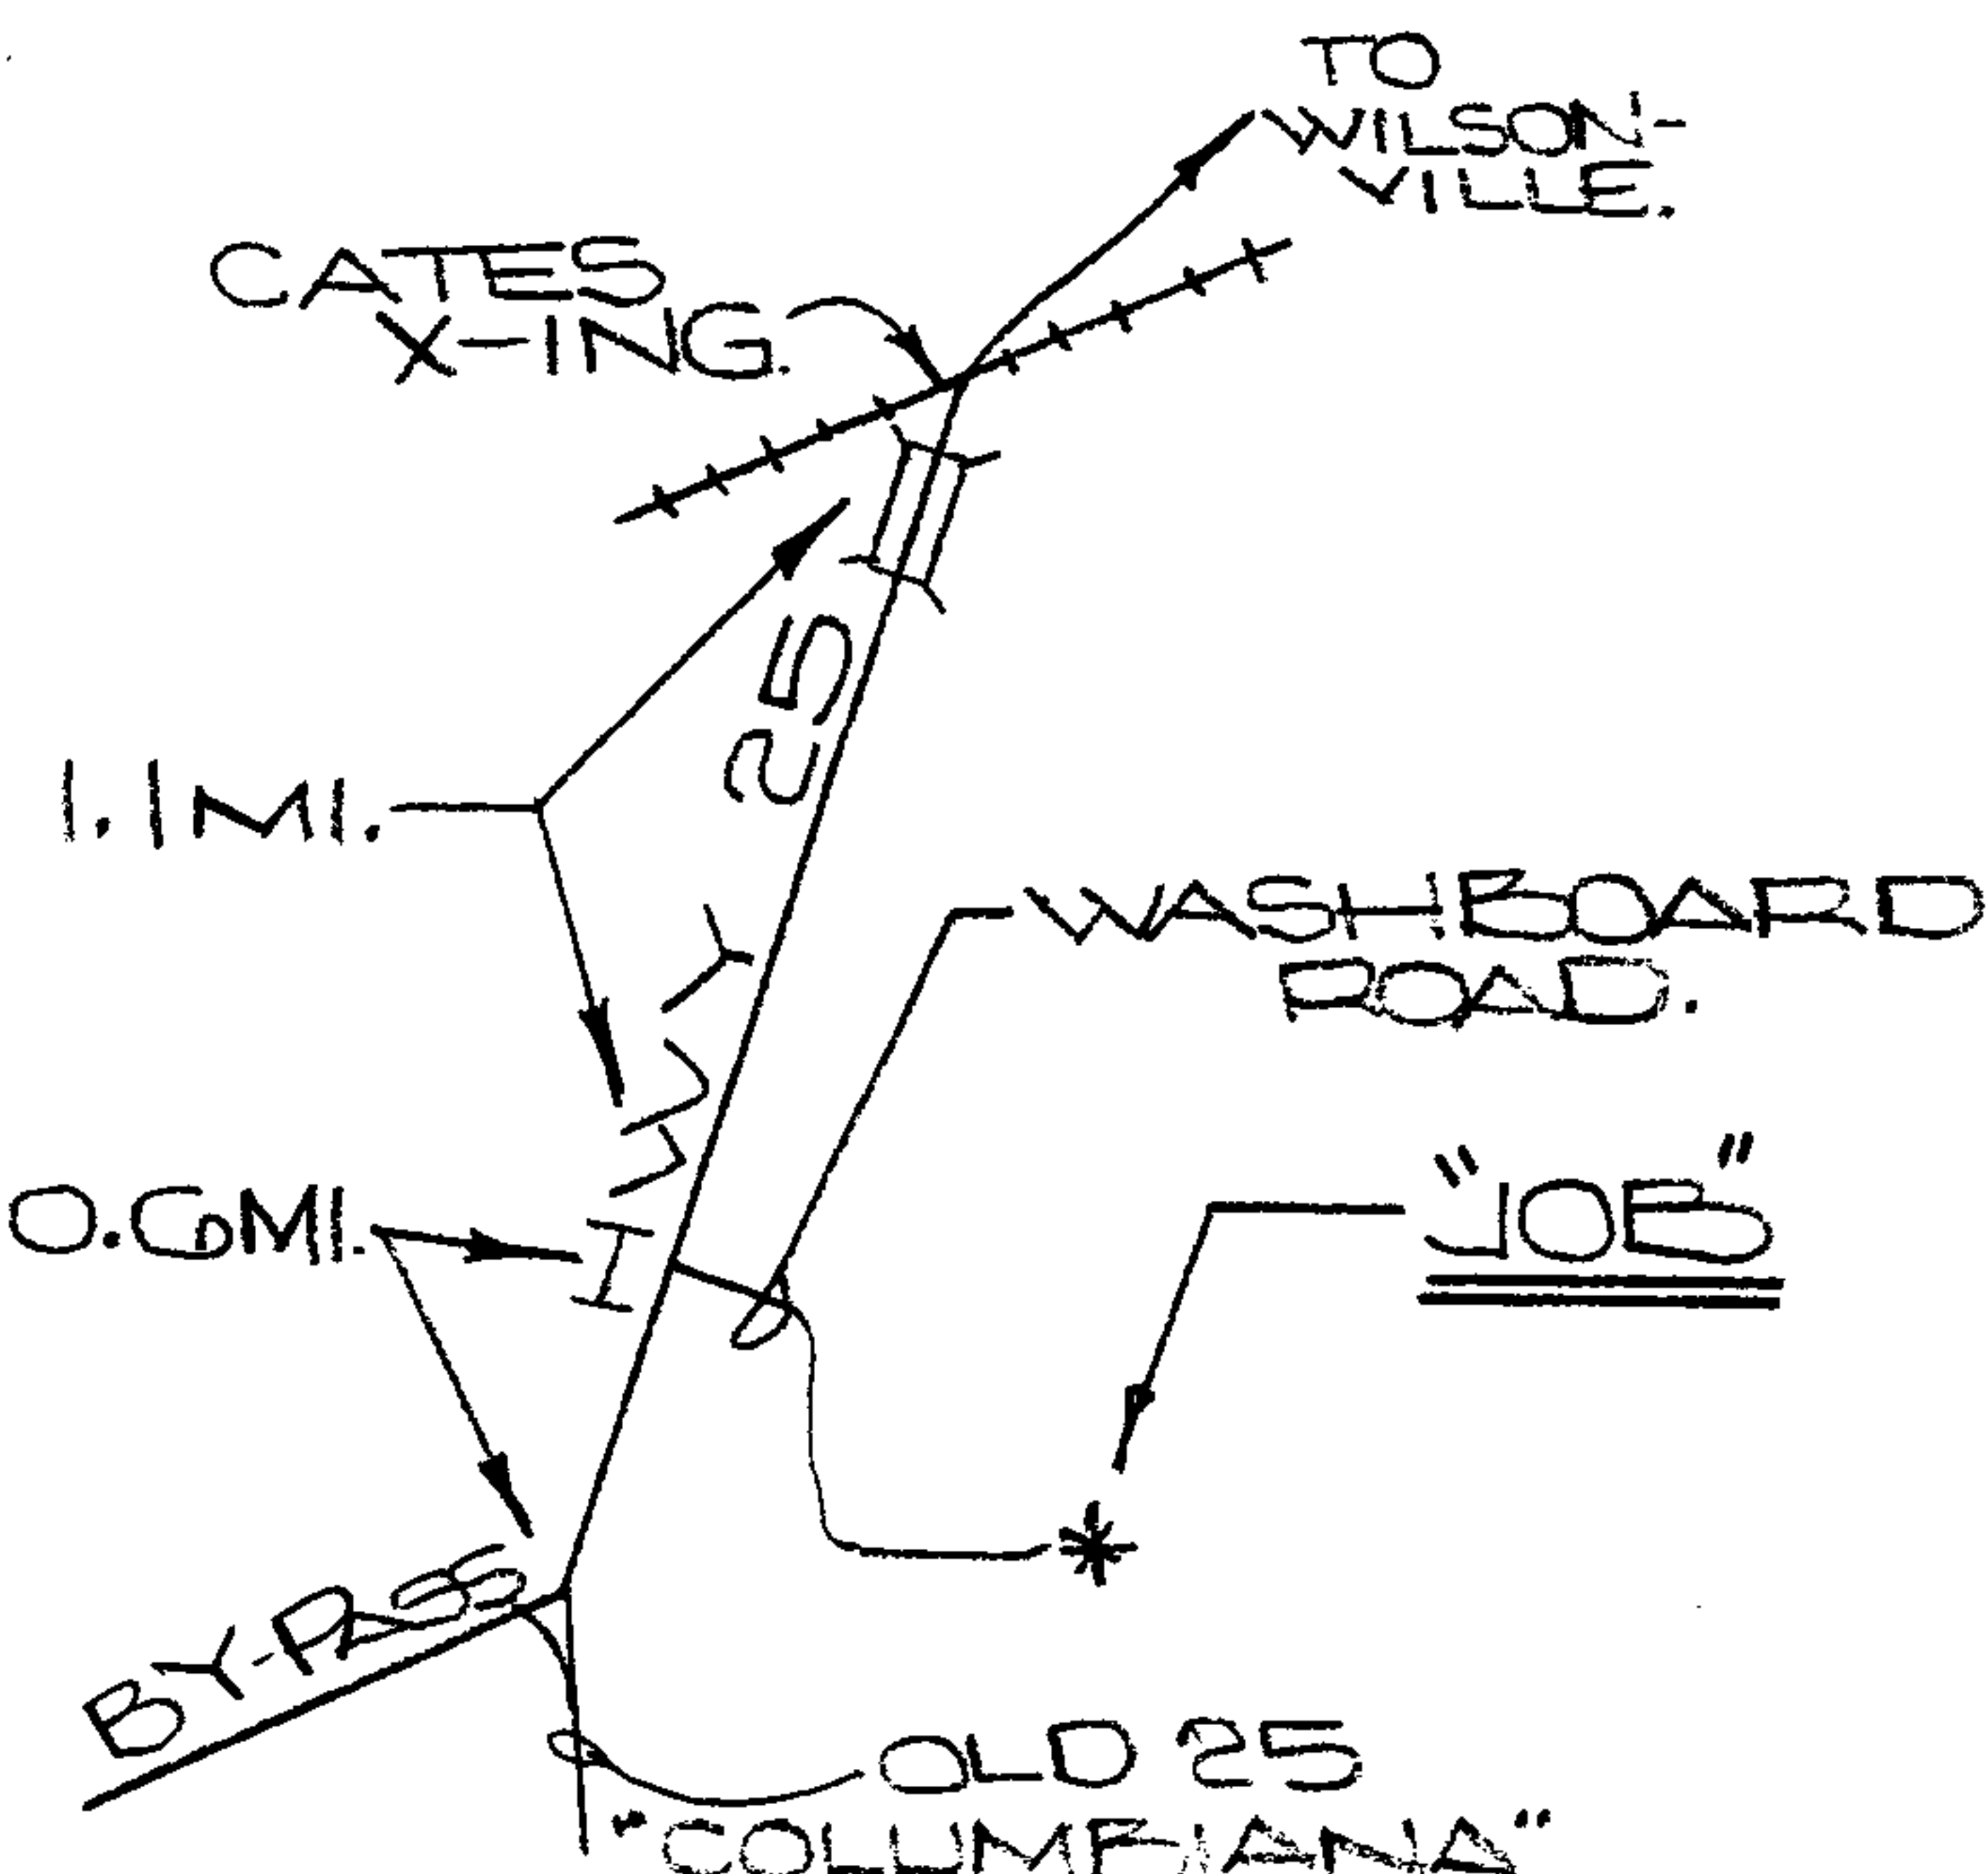 TO
WILSON-
VILLE.
CATES
X-ING.
1.1 MI.
HWY 25
WASHBOARD
ROAD.
0.6 MI.
"JOB"
BY-PASS
OLD 25
"COLUMBIANA"